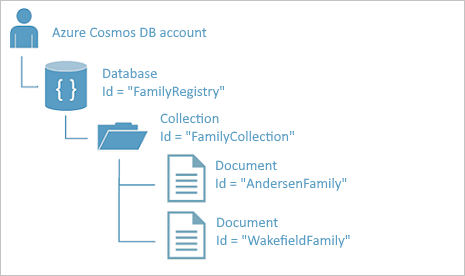 Azure Cosmos DB account
{ }
Database
Id = "FamilyRegistry"
Collection
Id = "FamilyCollection"
Document
Id = "AndersenFamily"
Document
Id = "WakefieldFamily"